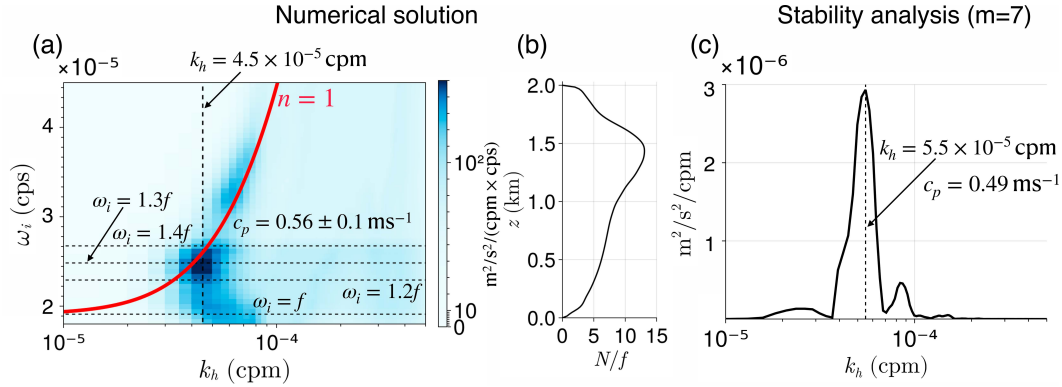 Numerical solution
Stability analysis (m=7)
(a)
×10⁻⁵
k_h = 4.5 × 10⁻⁵ cpm
n = 1
4
3
2
ω_i (cps)
ω_i = 1.3f
ω_i = 1.4f
c_p = 0.56 ± 0.1 ms⁻¹
ω_i = 1.2f
ω_i = f
10⁻⁵
10⁻⁴
k_h (cpm)
10²
10
0
m²/s²/(cpm × cps)
(b)
2.0
1.5
1.0
0.5
0.0
z (km)
0
5
10
15
N/f
(c)
×10⁻⁶
3
2
1
m²/s²/cpm
k_h = 5.5 × 10⁻⁵ cpm
c_p = 0.49 ms⁻¹
10⁻⁵
10⁻⁴
k_h (cpm)